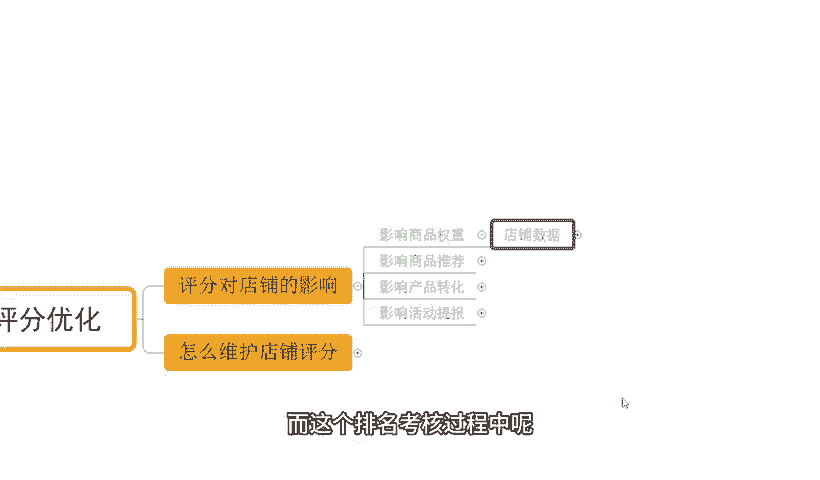 影响商品权重
店铺数据
影响商品推荐
评分对店铺的影响
影响产品转化
影响活动提报
评分优化
怎么维护店铺评分
而这个排名考核过程中呢